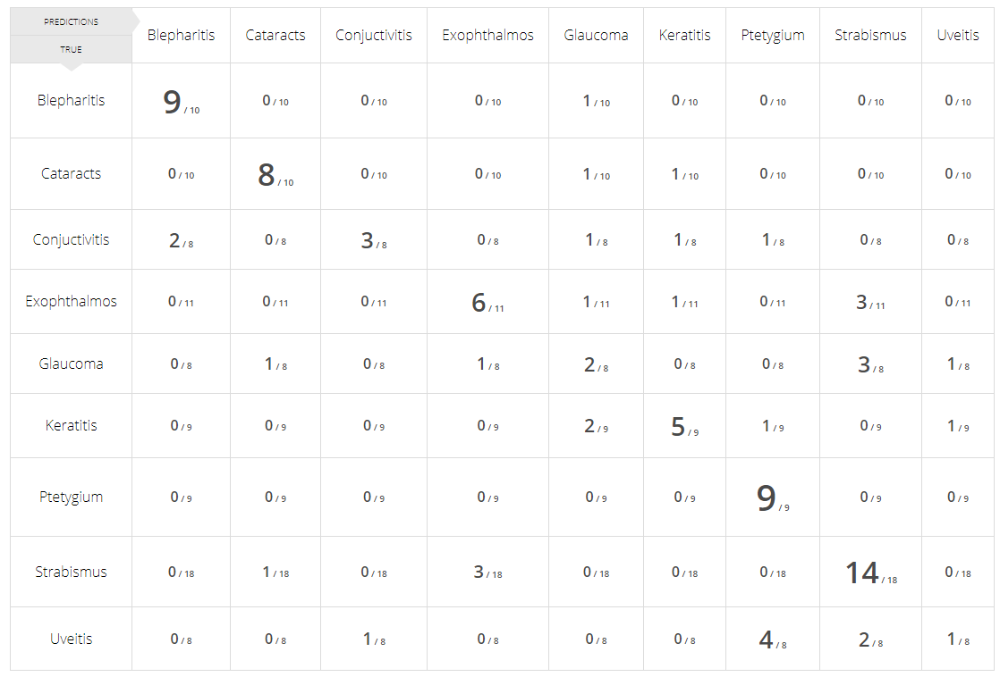 PREDICTIONS
TRUE
Blepharitis Cataracts Conjuctivitis Exophthalmos Glaucoma Keratitis Ptetygium Strabismus Uveitis
Blepharitis 9 / 10 0 / 10 0 / 10 0 / 10 1 / 10 0 / 10 0 / 10 0 / 10 0 / 10
Cataracts 0 / 10 8 / 10 0 / 10 0 / 10 1 / 10 1 / 10 0 / 10 0 / 10 0 / 10
Conjuctivitis 2 / 8 0 / 8 3 / 8 0 / 8 1 / 8 1 / 8 1 / 8 0 / 8 0 / 8
Exophthalmos 0 / 11 0 / 11 0 / 11 6 / 11 1 / 11 1 / 11 0 / 11 3 / 11 0 / 11
Glaucoma 0 / 8 1 / 8 0 / 8 1 / 8 2 / 8 0 / 8 0 / 8 3 / 8 1 / 8
Keratitis 0 / 9 0 / 9 0 / 9 0 / 9 2 / 9 5 / 9 1 / 9 0 / 9 1 / 9
Ptetygium 0 / 9 0 / 9 0 / 9 0 / 9 0 / 9 0 / 9 9 / 9 0 / 9 0 / 9
Strabismus 0 / 18 1 / 18 0 / 18 3 / 18 0 / 18 0 / 18 0 / 18 14 / 18 0 / 18
Uveitis 0 / 8 0 / 8 1 / 8 0 / 8 0 / 8 0 / 8 4 / 8 2 / 8 1 / 8